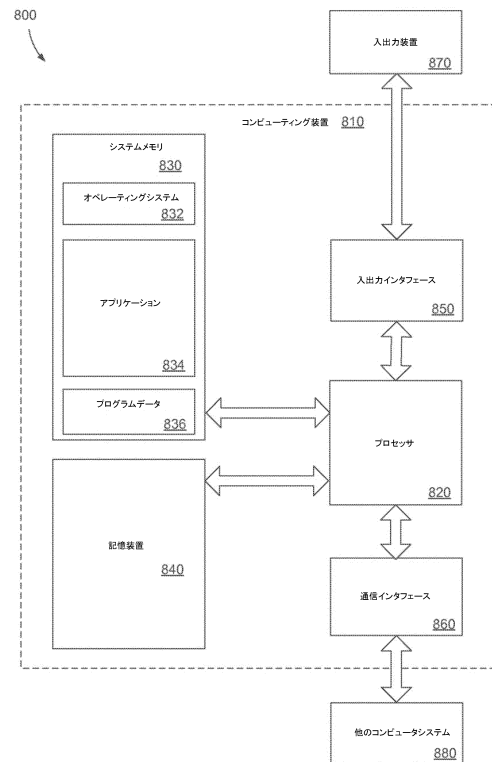 800
入出力装置
870
コンピューティング装置 810
システムメモリ
830
オペレーティングシステム
832
アプリケーション
834
プログラムデータ
836
入出力インタフェース
850
プロセッサ
820
記憶装置
840
通信インタフェース
860
他のコンピュータシステム
880